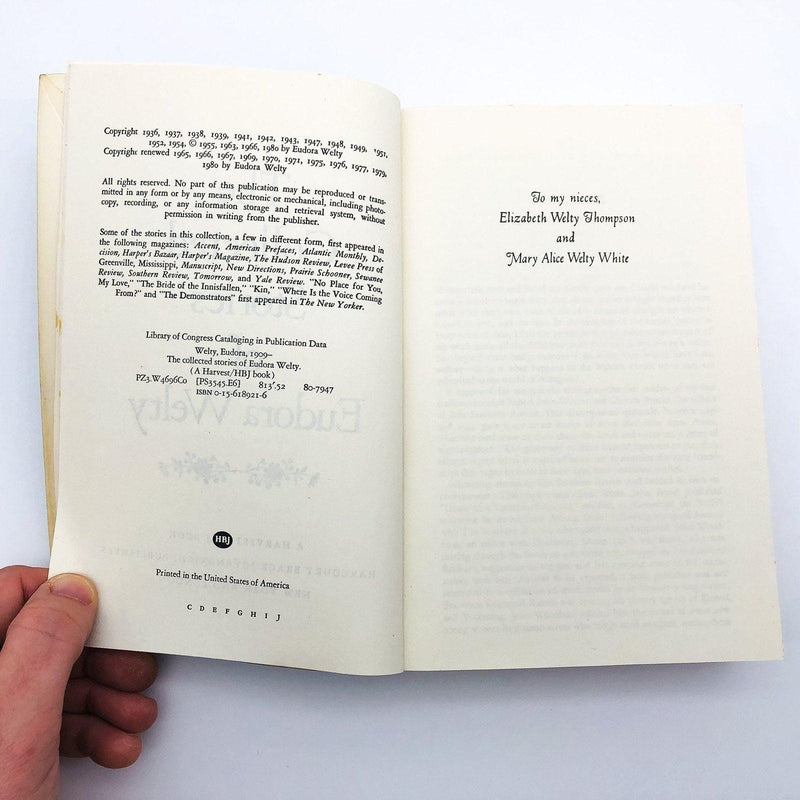 Copyright 1936, 1937, 1938, 1939, 1941, 1942, 1943, 1947, 1948, 1949, 1951,
1952, 1954, © 1955, 1963, 1966, 1980 by Eudora Welty
Copyright renewed 1965, 1966, 1967, 1969, 1970, 1971, 1975, 1976, 1977, 1979,
1980 by Eudora Welty
All rights reserved. No part of this publication may be reproduced or trans-
mitted in any form or by any means, electronic or mechanical, including photo-
copy, recording, or any information storage and retrieval system, without
permission in writing from the publisher.
Some of the stories in this collection, a few in different form, first appeared in
the following magazines: Accent, American Prefaces, Atlantic Monthly, De-
cision, Harper's Bazaar, Harper's Magazine, The Hudson Review, Levee Press of
Greenville, Mississippi, Manuscript, New Directions, Prairie Schooner, Sewanee
Review, Southern Review, Tomorrow, and Yale Review. "No Place for You,
My Love," "The Bride of the Innisfallen," "Kin," "Where Is the Voice Coming
From?" and "The Demonstrators" first appeared in The New Yorker.
Library of Congress Cataloging in Publication Data
Welty, Eudora, 1909–
The collected stories of Eudora Welty.
(A Harvest/HBJ book)
PZ3.W4696Co [PS3545.E6] 813'.52 80-7947
ISBN 0-15-618921-6
HBJ
Printed in the United States of America
C D E F G H I J
To my nieces,
Elizabeth Welty Thompson
and
Mary Alice Welty White